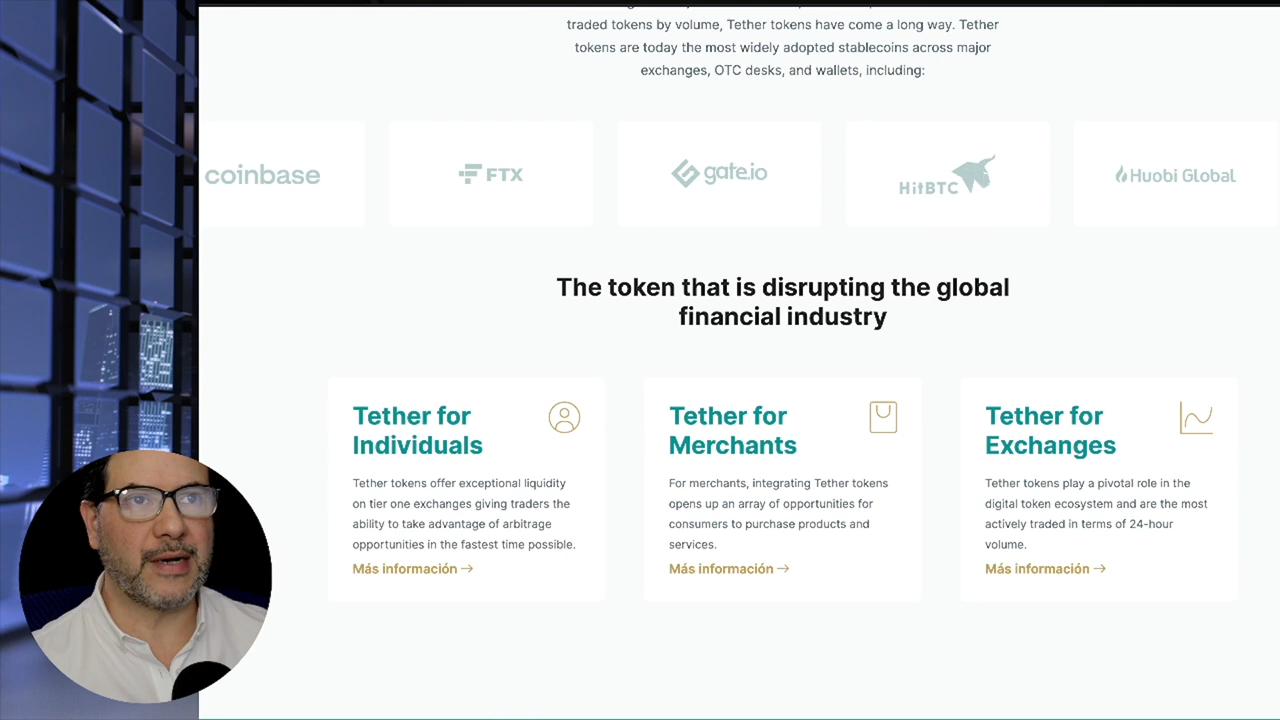 traded tokens by volume, Tether tokens have come a long way. Tether
tokens are today the most widely adopted stablecoins across major
exchanges, OTC desks, and wallets, including:
coinbase
FTX
gate.io
HitBTC
Huobi Global
The token that is disrupting the global
financial industry
Tether for
Individuals
Tether tokens offer exceptional liquidity
on tier one exchanges giving traders the
ability to take advantage of arbitrage
opportunities in the fastest time possible.
Más información →
Tether for
Merchants
For merchants, integrating Tether tokens
opens up an array of opportunities for
consumers to purchase products and
services.
Más información →
Tether for
Exchanges
Tether tokens play a pivotal role in the
digital token ecosystem and are the most
actively traded in terms of 24-hour
volume.
Más información →